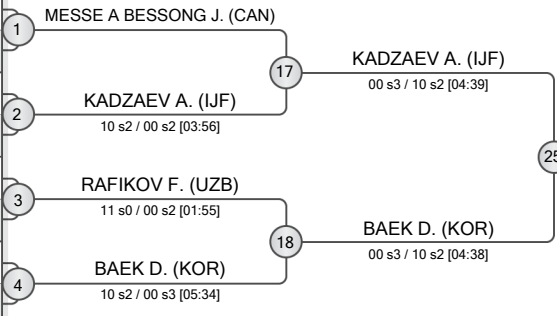 MESSE A BESSONG J. (CAN)
1
17
KADZAEV A. (IJF)
00 s3 / 10 s2 [04:39]
KADZAEV A. (IJF)
2
10 s2 / 00 s2 [03:56]
25
RAFIKOV F. (UZB)
3
11 s0 / 00 s2 [01:55]
18
BAEK D. (KOR)
00 s3 / 10 s2 [04:38]
BAEK D. (KOR)
4
10 s2 / 00 s3 [05:34]